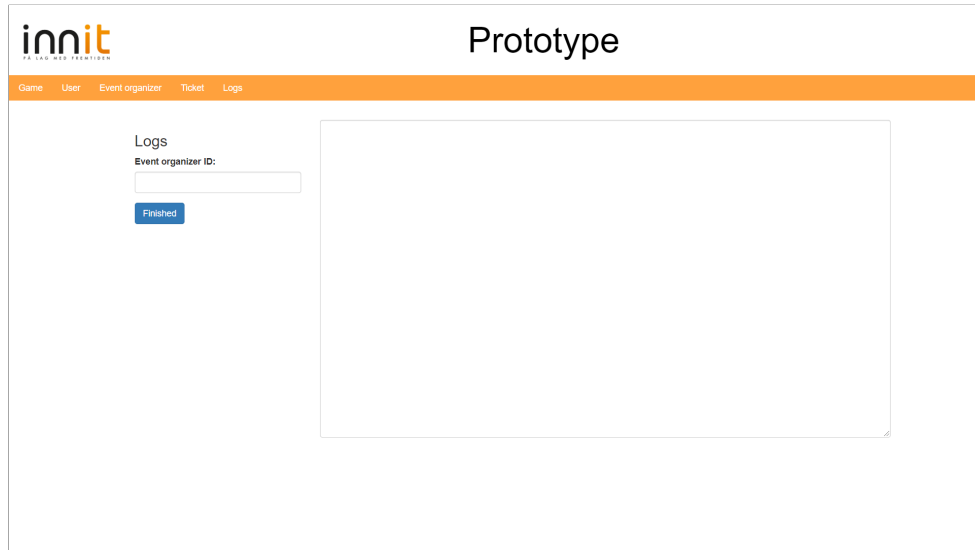 innit
PÅ LAG MED FREMTIDEN
Prototype
Game User Event organizer Ticket Logs
Logs
Event organizer ID:
Finished